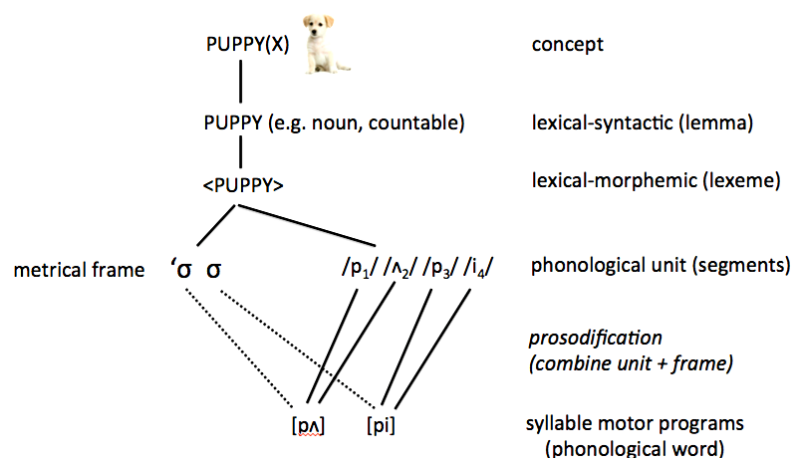 PUPPY(X) concept
PUPPY (e.g. noun, countable) lexical-syntactic (lemma)
<PUPPY> lexical-morphemic (lexeme)
metrical frame ‘σ σ /p₁/ /ʌ₂/ /p₃/ /i₄/ phonological unit (segments)
prosodification
(combine unit + frame)
[pʌ] [pi] syllable motor programs
(phonological word)